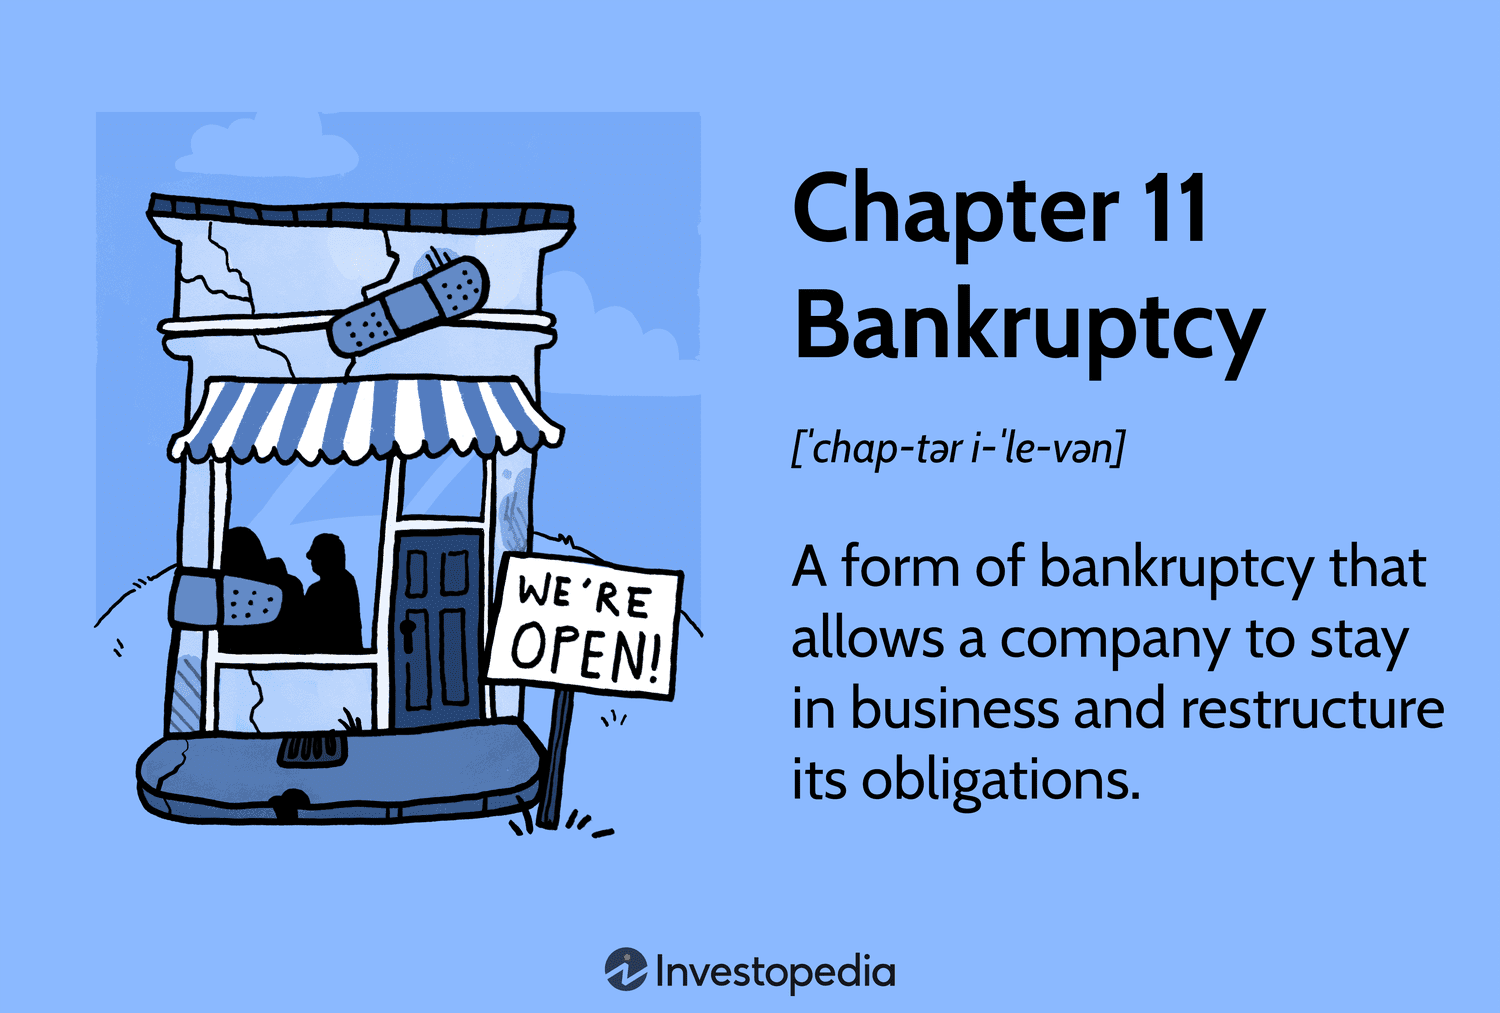 Chapter 11
Bankruptcy
[ˈchap-tər i-ˈle-vən]
A form of bankruptcy that
allows a company to stay
in business and restructure
its obligations.
WE'RE
OPEN!
Investopedia